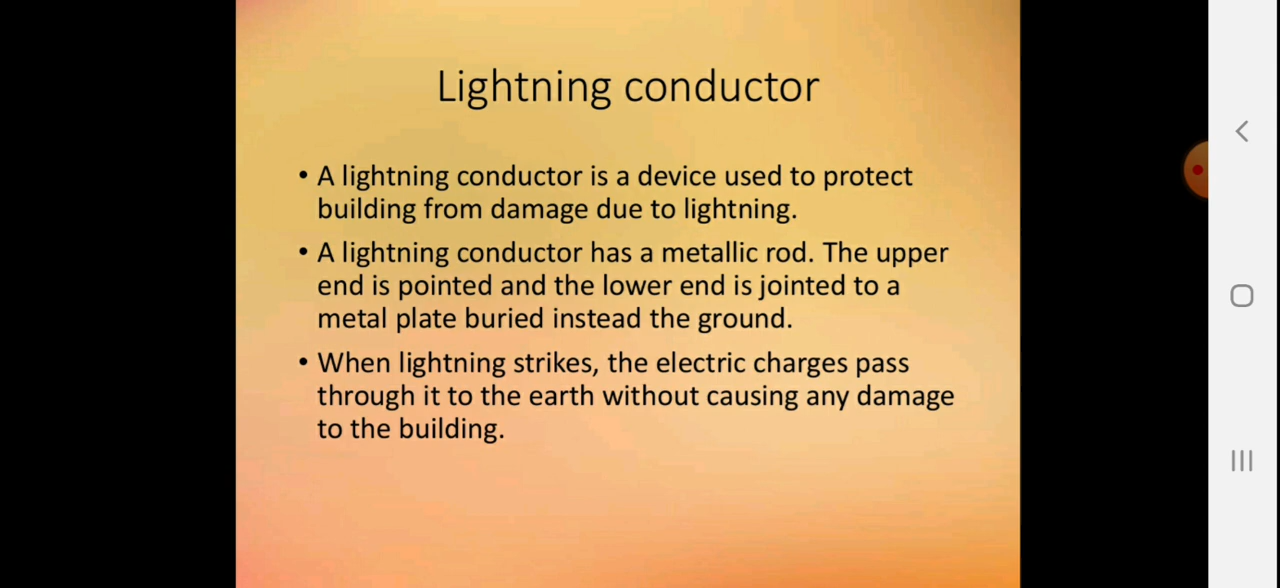 Lightning conductor
• A lightning conductor is a device used to protect
building from damage due to lightning.
• A lightning conductor has a metallic rod. The upper
end is pointed and the lower end is jointed to a
metal plate buried instead the ground.
• When lightning strikes, the electric charges pass
through it to the earth without causing any damage
to the building.